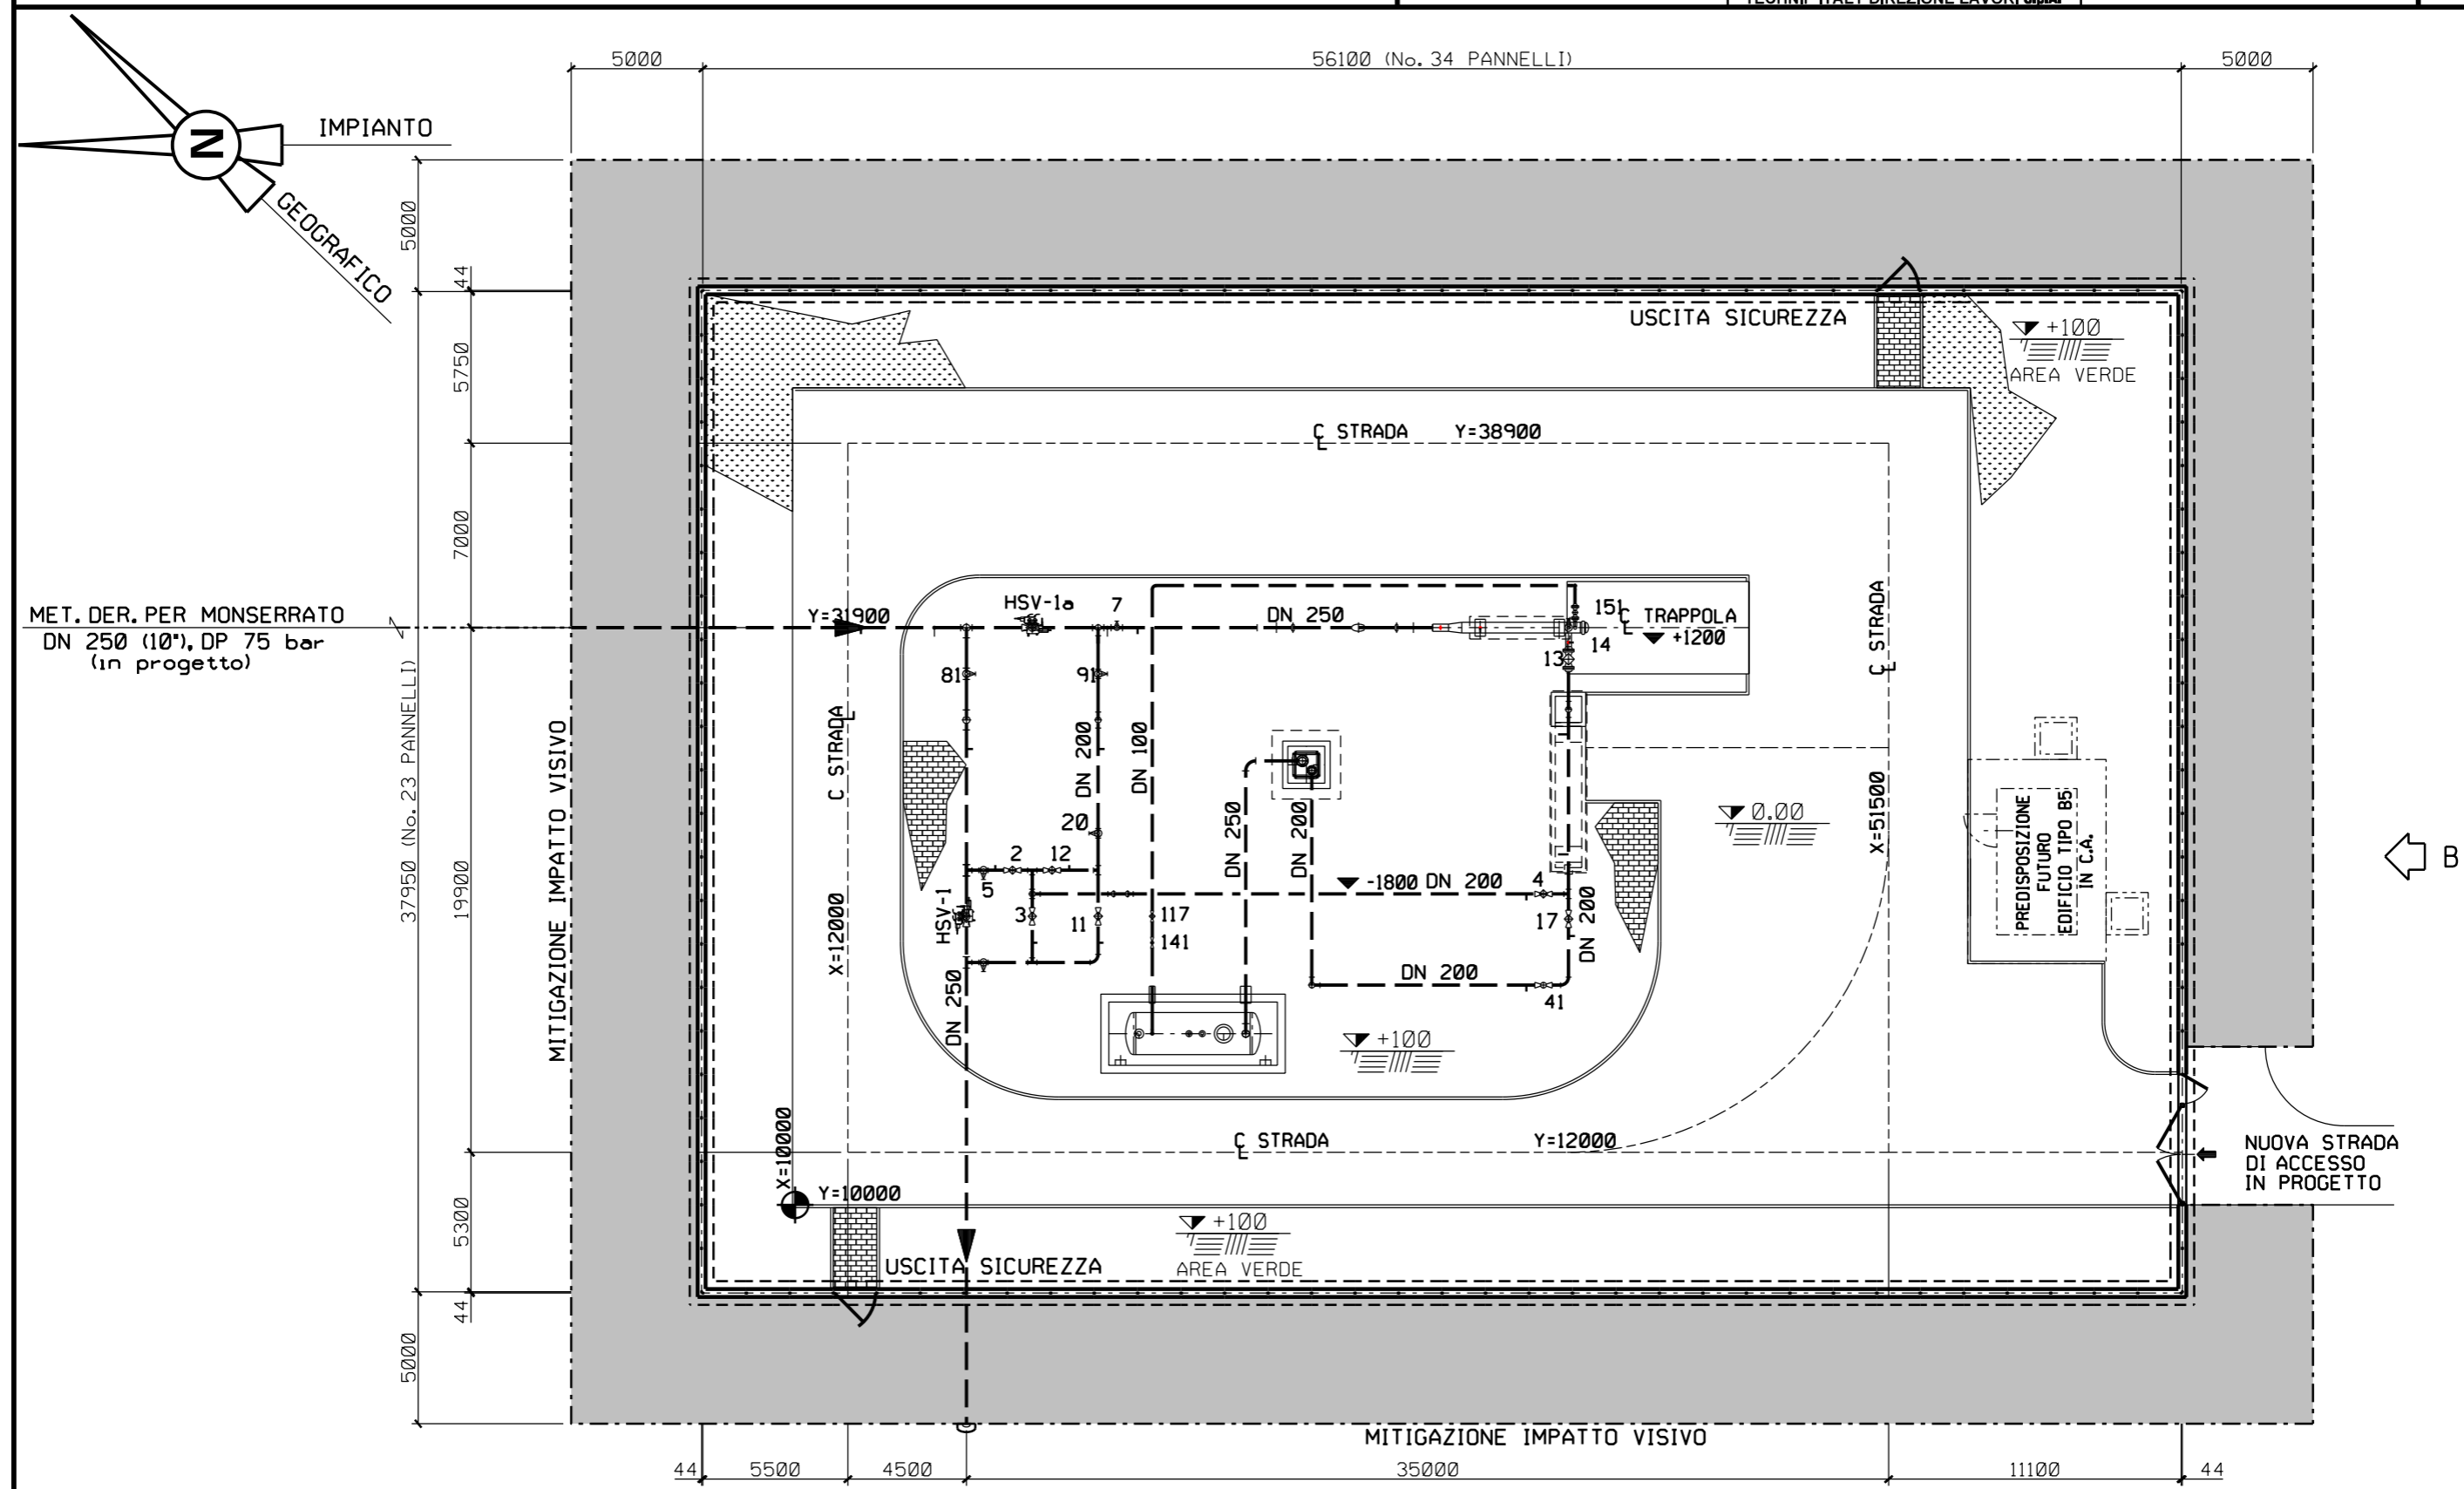 5000
56100 (No. 34 PANNELLI)
5000
N
IMPIANTO
GEOGRAFICO
5000
44
5750
7000
37950 (No. 23 PANNELLI)
19900
5300
44
5000
MET. DER. PER MONSERRATO
DN 250 (10"), DP 75 bar
(in progetto)
MITIGAZIONE IMPATTO VISIVO
USCITA SICUREZZA
+100
AREA VERDE
C L STRADA Y=38900
Y=31900
HSV-1a
7
DN 250
151
C L TRAPPOLA
+1200
14
13
81
91
C L STRADA
X=12000
C L STRADA
X=51500
DN 200
DN 100
DN 250
DN 200
20
2
12
5
HSV-1
3
11
117
141
-1800 DN 200
4
17
DN 200
DN 200
41
0.00
PREDISPOSIZIONE
FUTURO
EDIFICIO TIPO B5
IN C.A.
B
DN 250
+100
X=10000
Y=10000
C L STRADA Y=12000
NUOVA STRADA
DI ACCESSO
IN PROGETTO
USCITA SICUREZZA
+100
AREA VERDE
MITIGAZIONE IMPATTO VISIVO
44
5500
4500
35000
11100
44